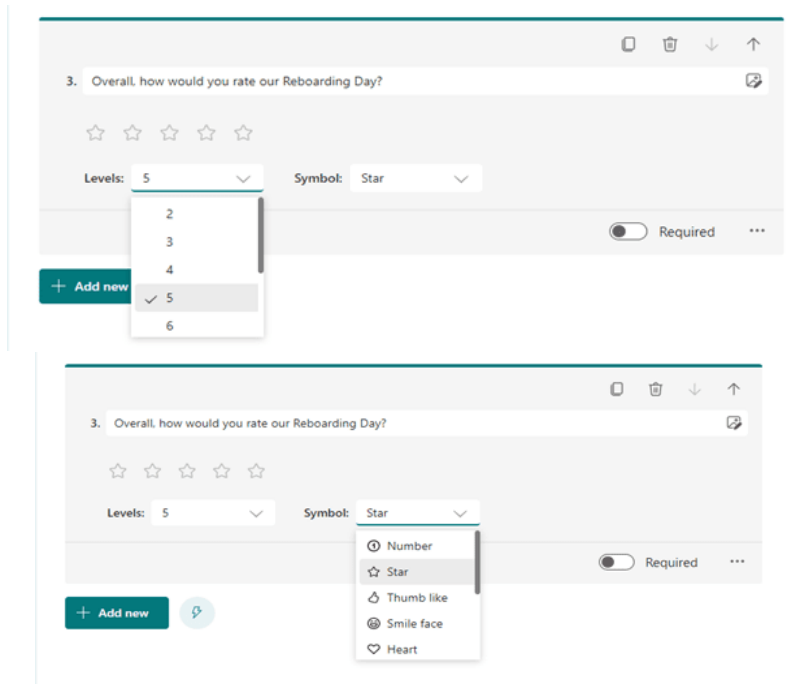 3. Overall, how would you rate our Reboarding Day?
Levels: 5 Symbol: Star
2
3
4
5
6
Required
Add new
3. Overall, how would you rate our Reboarding Day?
Levels: 5 Symbol: Star
Number
Star
Thumb like
Smile face
Heart
Required
Add new